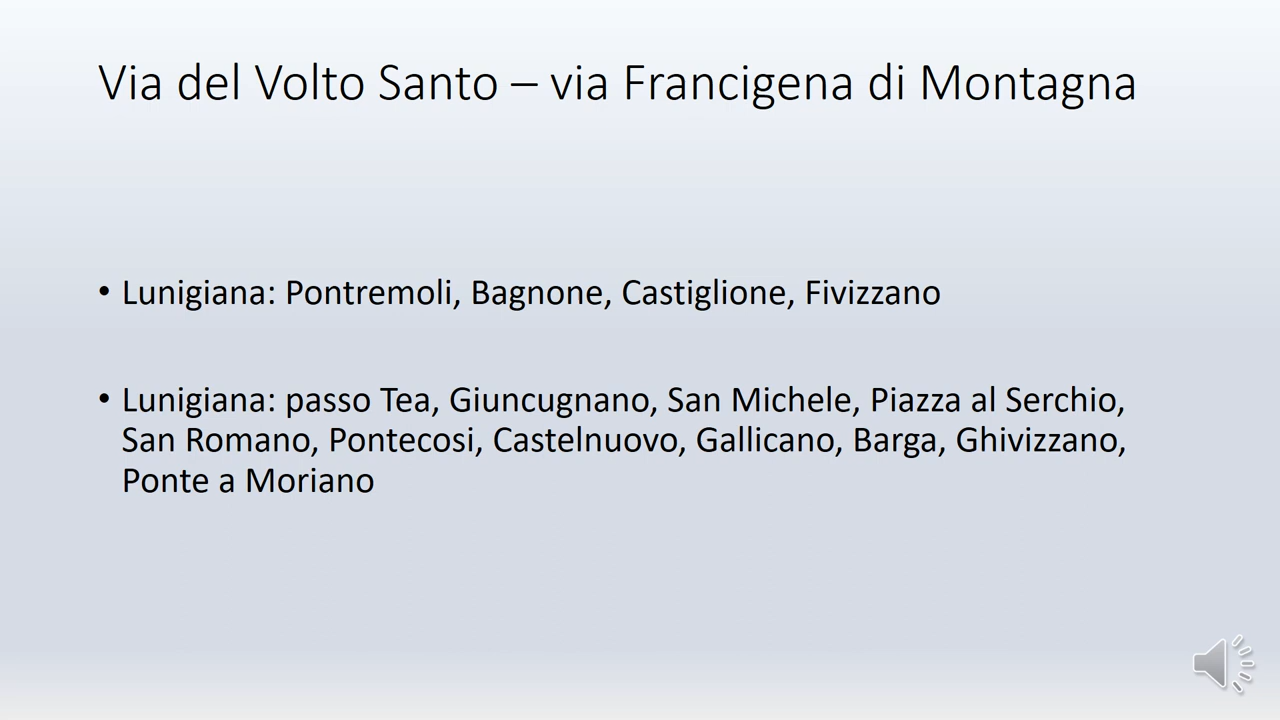 Via del Volto Santo – via Francigena di Montagna
• Lunigiana: Pontremoli, Bagnone, Castiglione, Fivizzano
• Lunigiana: passo Tea, Giuncugnano, San Michele, Piazza al Serchio,
San Romano, Pontecosi, Castelnuovo, Gallicano, Barga, Ghivizzano,
Ponte a Moriano